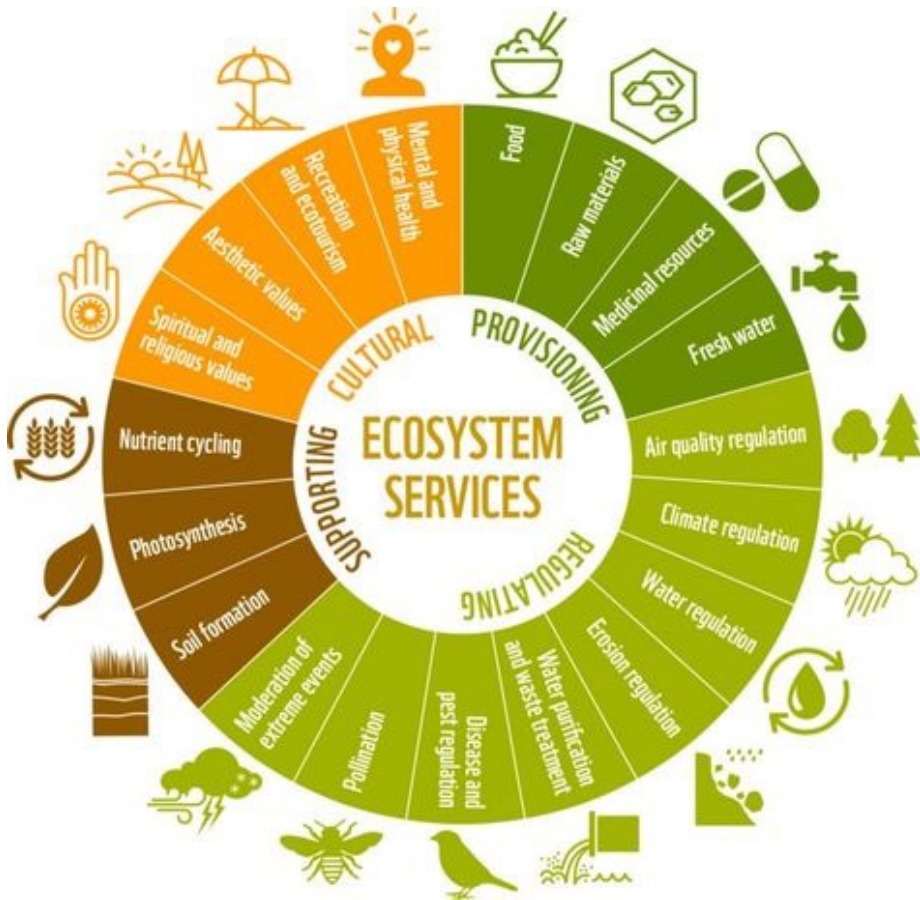 ECOSYSTEM
SERVICES
PROVISIONING
Food
Raw materials
Medicinal resources
Fresh water
REGULATING
Air quality regulation
Climate regulation
Water regulation
Erosion regulation
Water purification
and waste treatment
Disease and
pest regulation
Pollination
Moderation of
extreme events
SUPPORTING
Soil formation
Photosynthesis
Nutrient cycling
CULTURAL
Spiritual and
religious values
Aesthetic values
Recreation
and ecotourism
Mental and
physical health